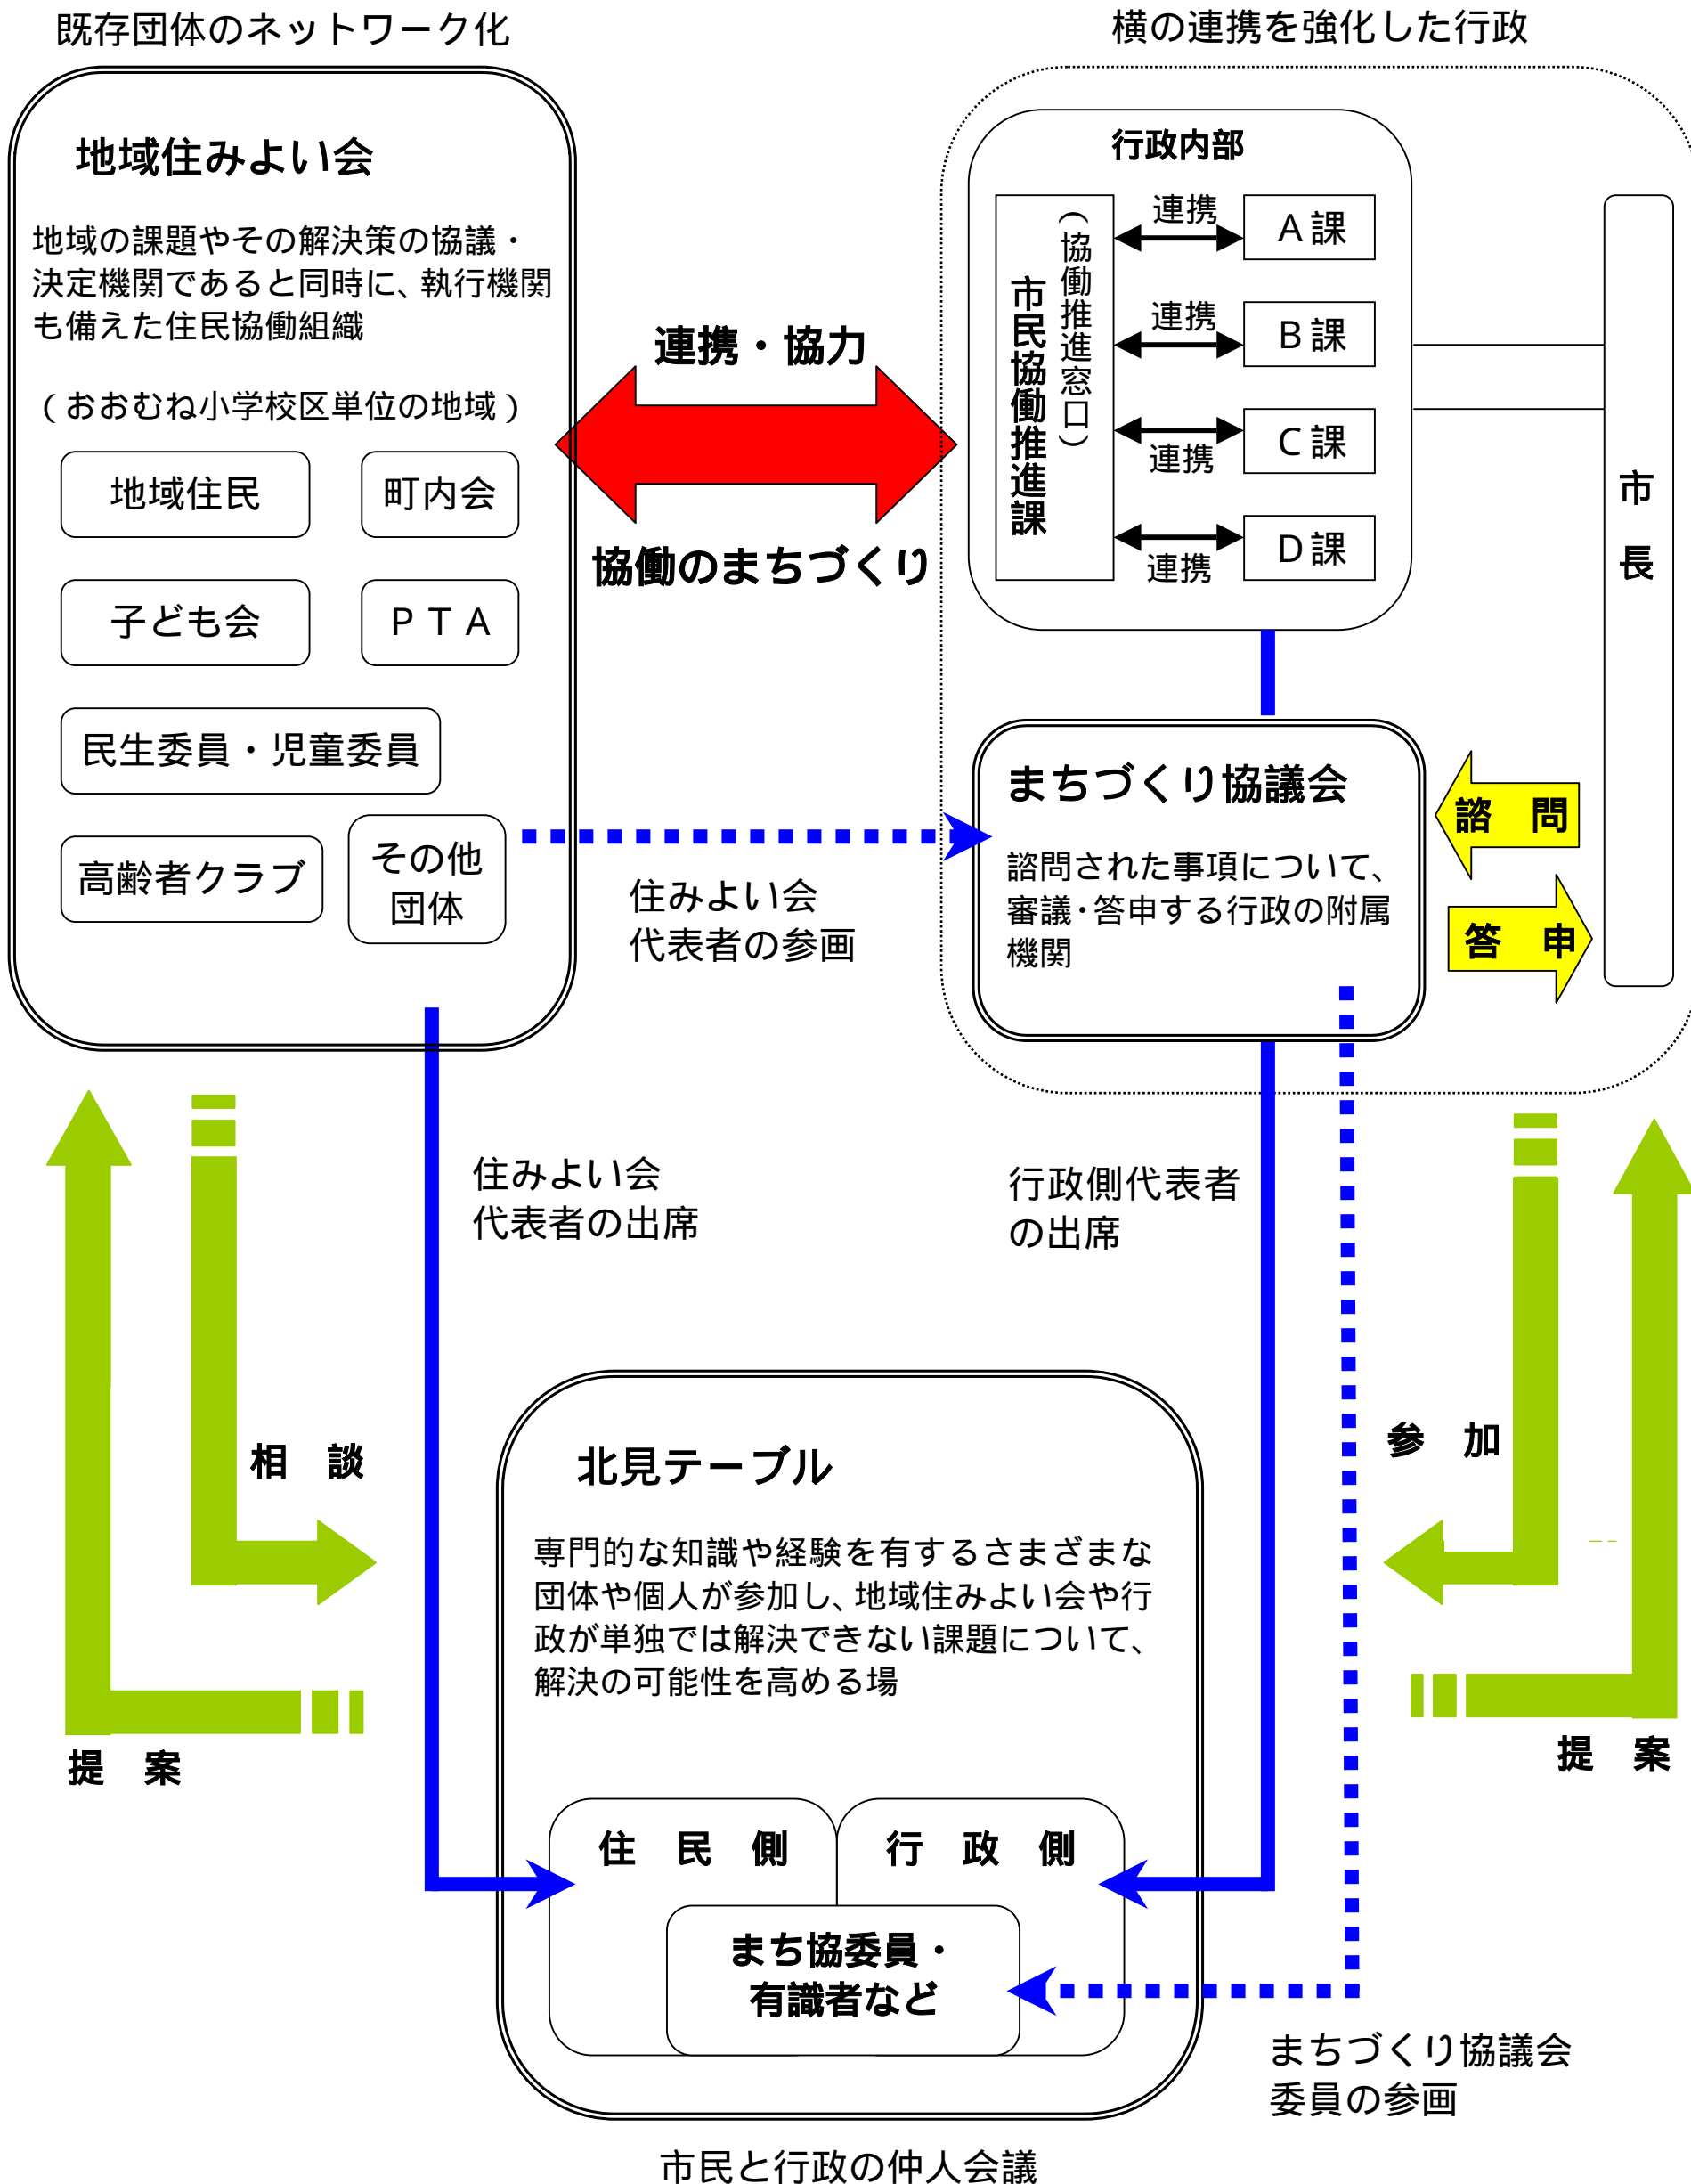 既存団体のネットワーク化
地域住みよい会
地域の課題やその解決策の協議・
決定機関であると同時に、執行機関
も備えた住民協働組織
（おおむね小学校区単位の地域）
地域住民
町内会
子ども会
ＰＴＡ
民生委員・児童委員
高齢者クラブ
その他
団体
連携・協力
協働のまちづくり
横の連携を強化した行政
行政内部
市民協働推進課
（協働推進窓口）
連携
Ａ課
連携
Ｂ課
連携
Ｃ課
連携
Ｄ課
市長
まちづくり協議会
諮問された事項について、
審議・答申する行政の附属
機関
諮　問
答　申
住みよい会
代表者の参画
住みよい会
代表者の出席
行政側代表者
の出席
相　談
提　案
参　加
提　案
北見テーブル
専門的な知識や経験を有するさまざまな
団体や個人が参加し、地域住みよい会や行
政が単独では解決できない課題について、
解決の可能性を高める場
住　民　側
行　政　側
まち協委員・
有識者など
まちづくり協議会
委員の参画
市民と行政の仲人会議